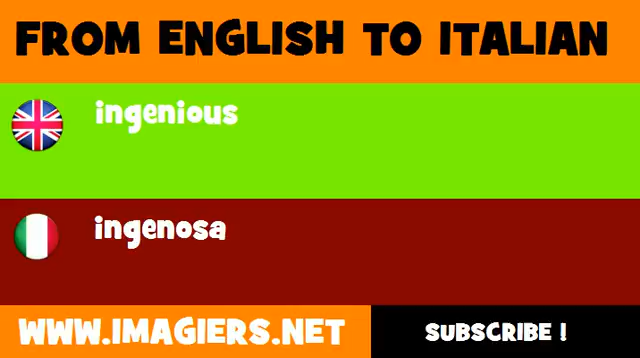 FROM ENGLISH TO ITALIAN
ingenious
ingenosa
WWW.IMAGIERS.NET
SUBSCRIBE !